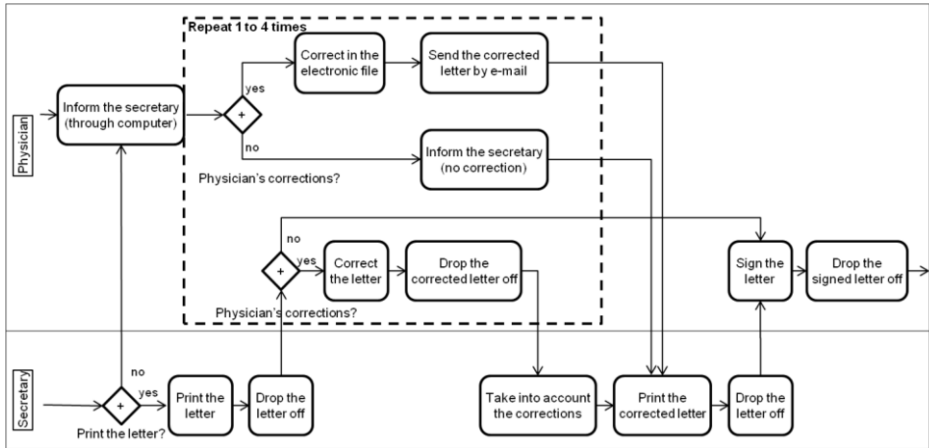 Repeat 1 to 4 times
Correct in the
electronic file
Send the corrected
letter by e-mail
yes
Inform the secretary
(through computer)
+
no
Physician
Physician's corrections?
Inform the secretary
(no correction)
no
+
yes
Correct
the letter
Drop the
corrected letter off
Sign the
letter
Drop the
signed letter off
Physician's corrections?
no
Secretary
+
yes
Print the letter?
Print the
letter
Drop the
letter off
Take into account
the corrections
Print the
corrected letter
Drop the
letter off